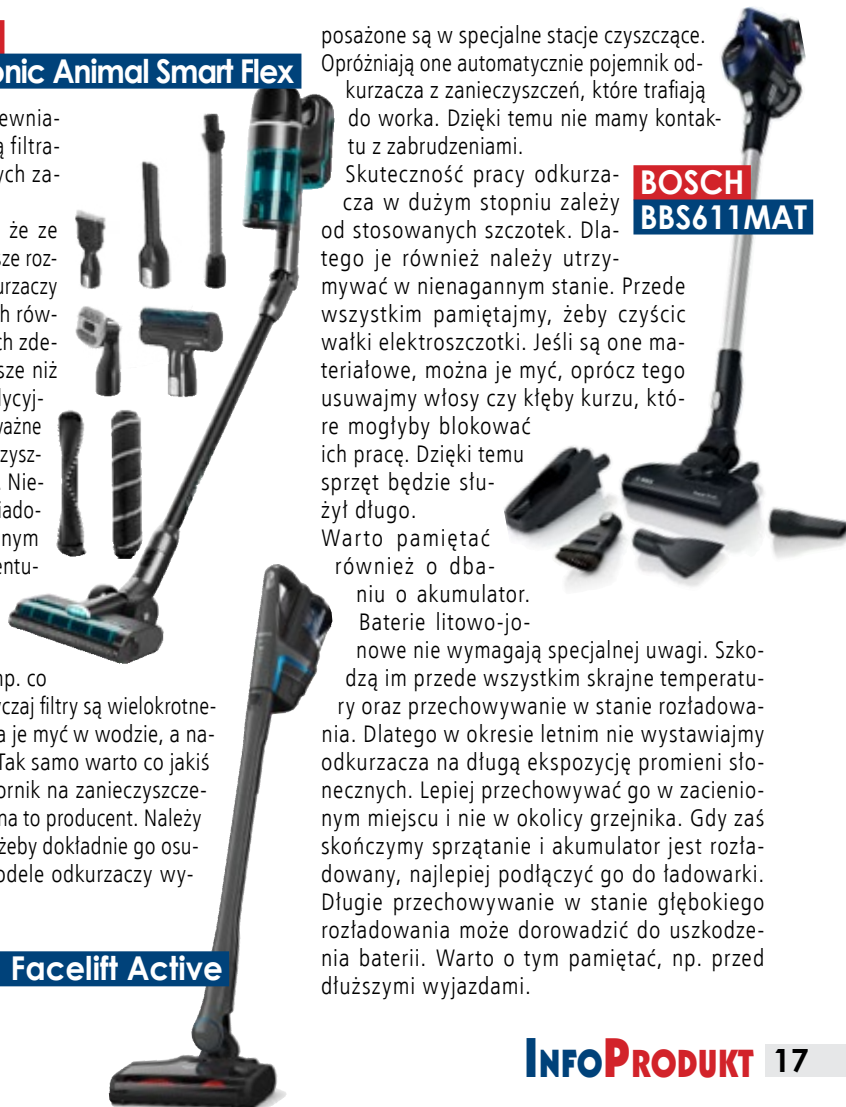 onic Animal Smart Flex
ewnia-
ą filtra-
ych za-
że ze
sze roz-
urzaczy
h rów-
ch zde-
sze niż
dycyj-
ważne
zysz-
Nie-
iado-
nym
entu-
np. co
czaj filtry są wielokrotne-
a je myć w wodzie, a na-
Tak samo warto co jakiś
ornik na zanieczyszcze-
na to producent. Należy
żeby dokładnie go osu-
odele odkurzaczy wy-
Facelift Active
posażone są w specjalne stacje czyszczące.
Opróżniają one automatycznie pojemnik od-
kurzacza z zanieczyszczeń, które trafiają
do worka. Dzięki temu nie mamy kontak-
tu z zabrudzeniami.
Skuteczność pracy odkurza-
cza w dużym stopniu zależy
od stosowanych szczotek. Dla-
tego je również należy utrzy-
mywać w nienagannym stanie. Przede
wszystkim pamiętajmy, żeby czyścic
wałki elektroszczotki. Jeśli są one ma-
teriałowe, można je myć, oprócz tego
usuwajmy włosy czy kłęby kurzu, któ-
re mogłyby blokować
ich pracę. Dzięki temu
sprzęt będzie słu-
żył długo.
Warto pamiętać
również o dba-
niu o akumulator.
Baterie litowo-jo-
nowe nie wymagają specjalnej uwagi. Szko-
dzą im przede wszystkim skrajne temperatu-
ry oraz przechowywanie w stanie rozładowa-
nia. Dlatego w okresie letnim nie wystawiajmy
odkurzacza na długą ekspozycję promieni sło-
necznych. Lepiej przechowywać go w zacienio-
nym miejscu i nie w okolicy grzejnika. Gdy zaś
skończymy sprzątanie i akumulator jest rozła-
dowany, najlepiej podłączyć go do ładowarki.
Długie przechowywanie w stanie głębokiego
rozładowania może dorowadzić do uszkodze-
nia baterii. Warto o tym pamiętać, np. przed
dłuższymi wyjazdami.
BOSCH
BBS611MAT
INFOPRODUKT 17